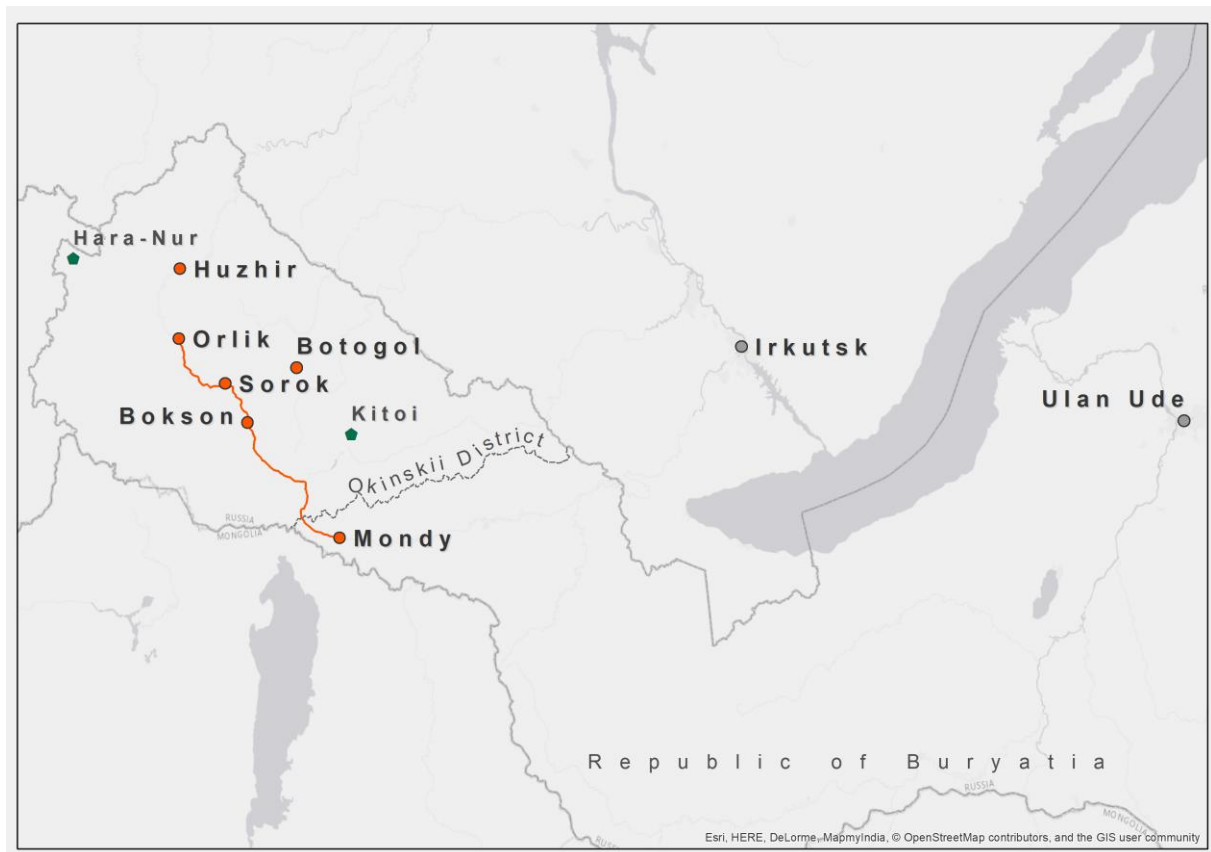 Hara-Nur
Huzhir
Orlik
Botogol
Irkutsk
Sorok
Ulan Ude
Bokson
Kitoi
Okinskii District
RUSSIA
MONGOLIA
Mondy
Republic of Buryatia
RUSSIA
MONGOLIA
Esri, HERE, DeLorme, MapmyIndia, © OpenStreetMap contributors, and the GIS user community